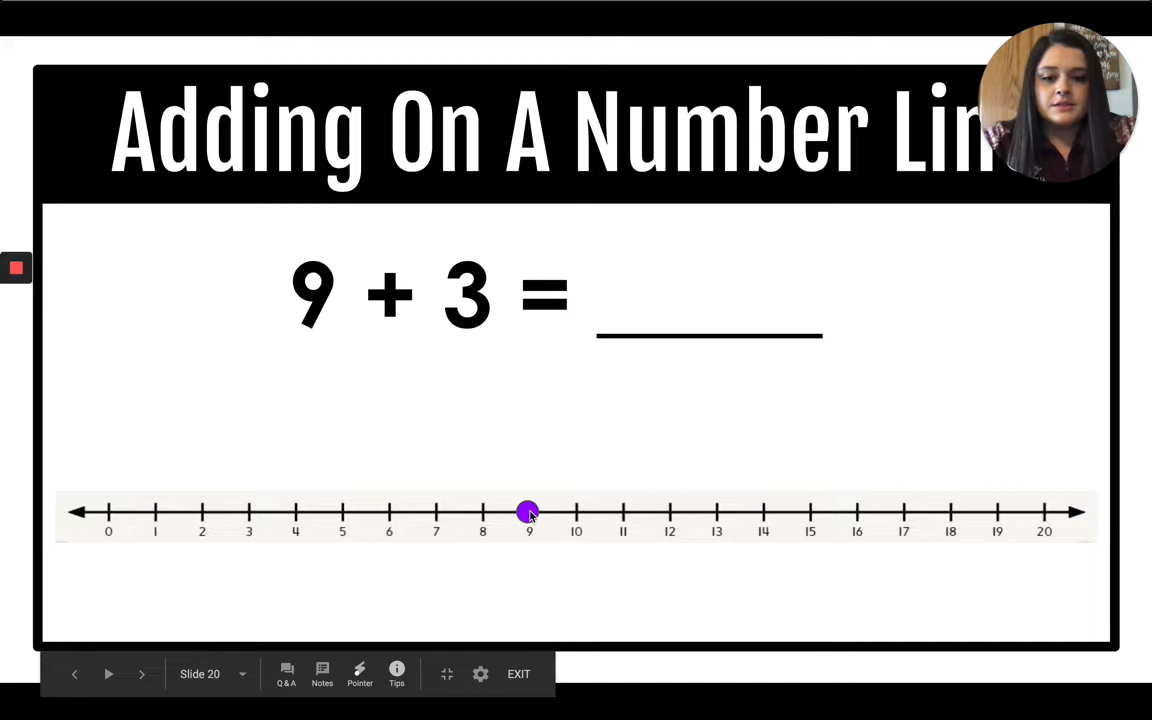 Adding On A Number Lin
9 + 3 = ________
0 1 2 3 4 5 6 7 8 9 10 11 12 13 14 15 16 17 18 19 20
Slide 20
Q & A
Notes
Pointer
Tips
EXIT